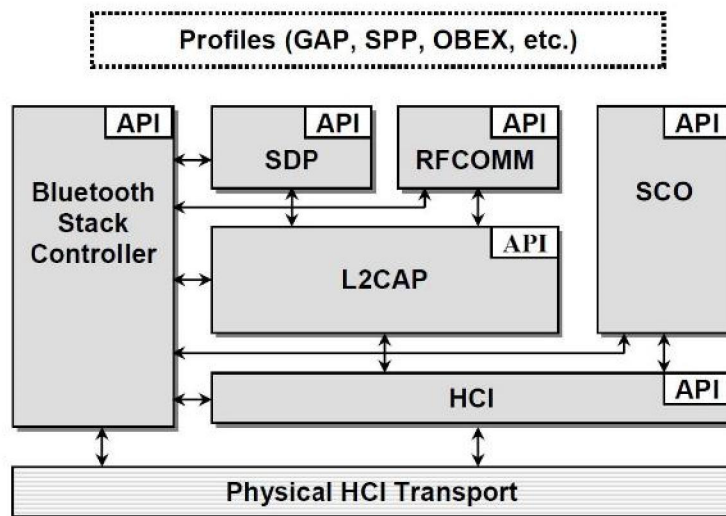 Profiles (GAP, SPP, OBEX, etc.)
API
API
API
API
SDP
RFCOMM
Bluetooth
Stack
Controller
SCO
API
L2CAP
API
HCI
Physical HCI Transport